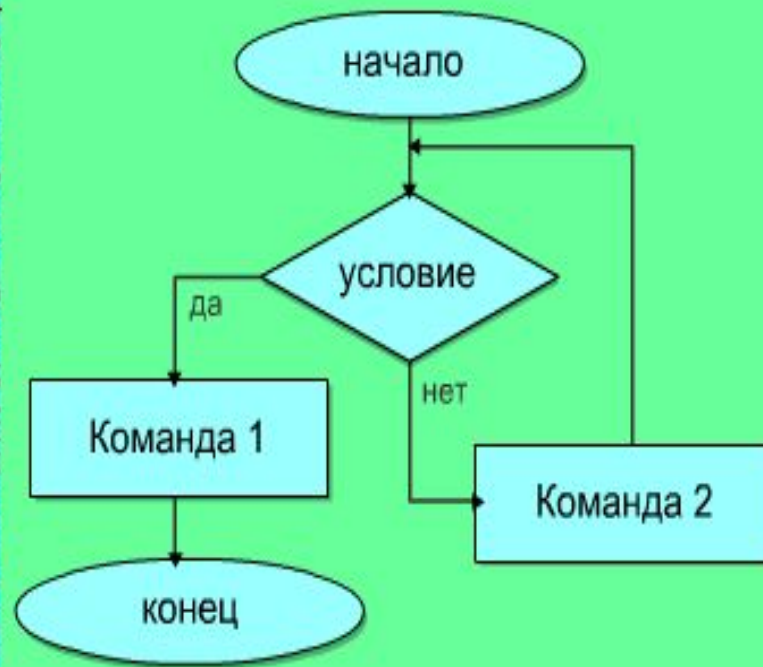 начало
условие
да
нет
Команда 1
Команда 2
конец